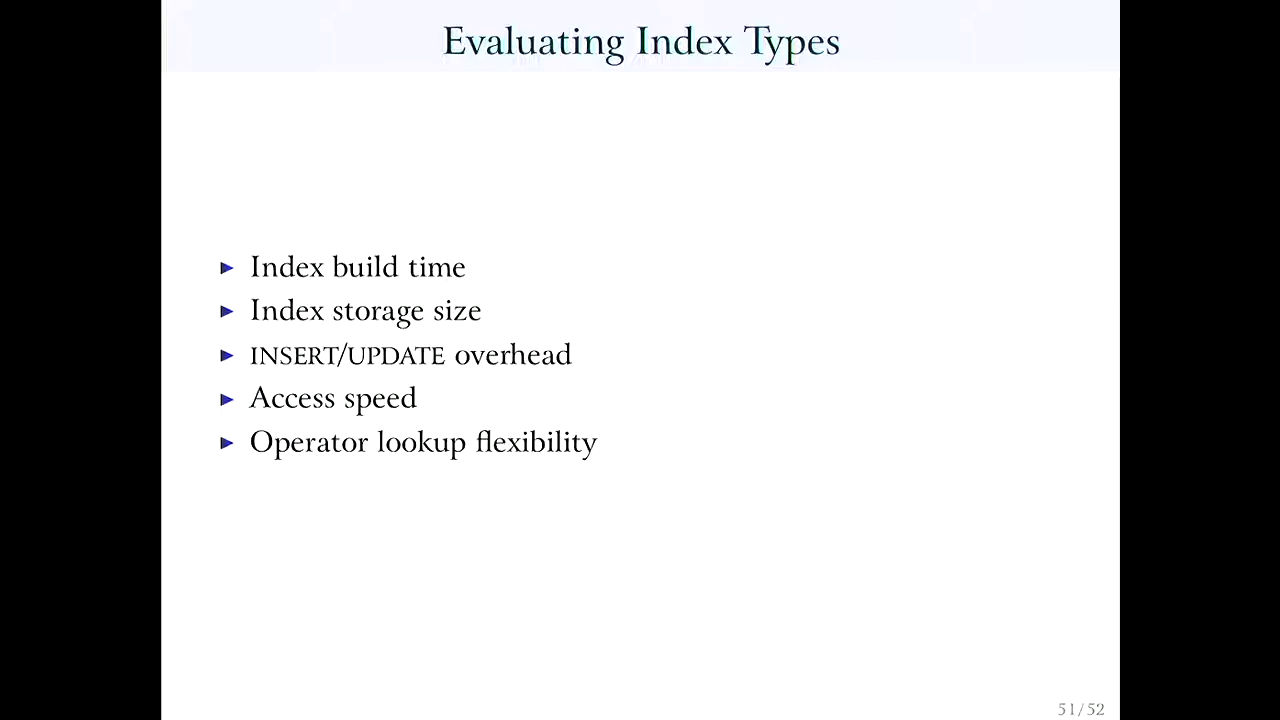 Evaluating Index Types
► Index build time
► Index storage size
► INSERT/UPDATE overhead
► Access speed
► Operator lookup flexibility
51/52